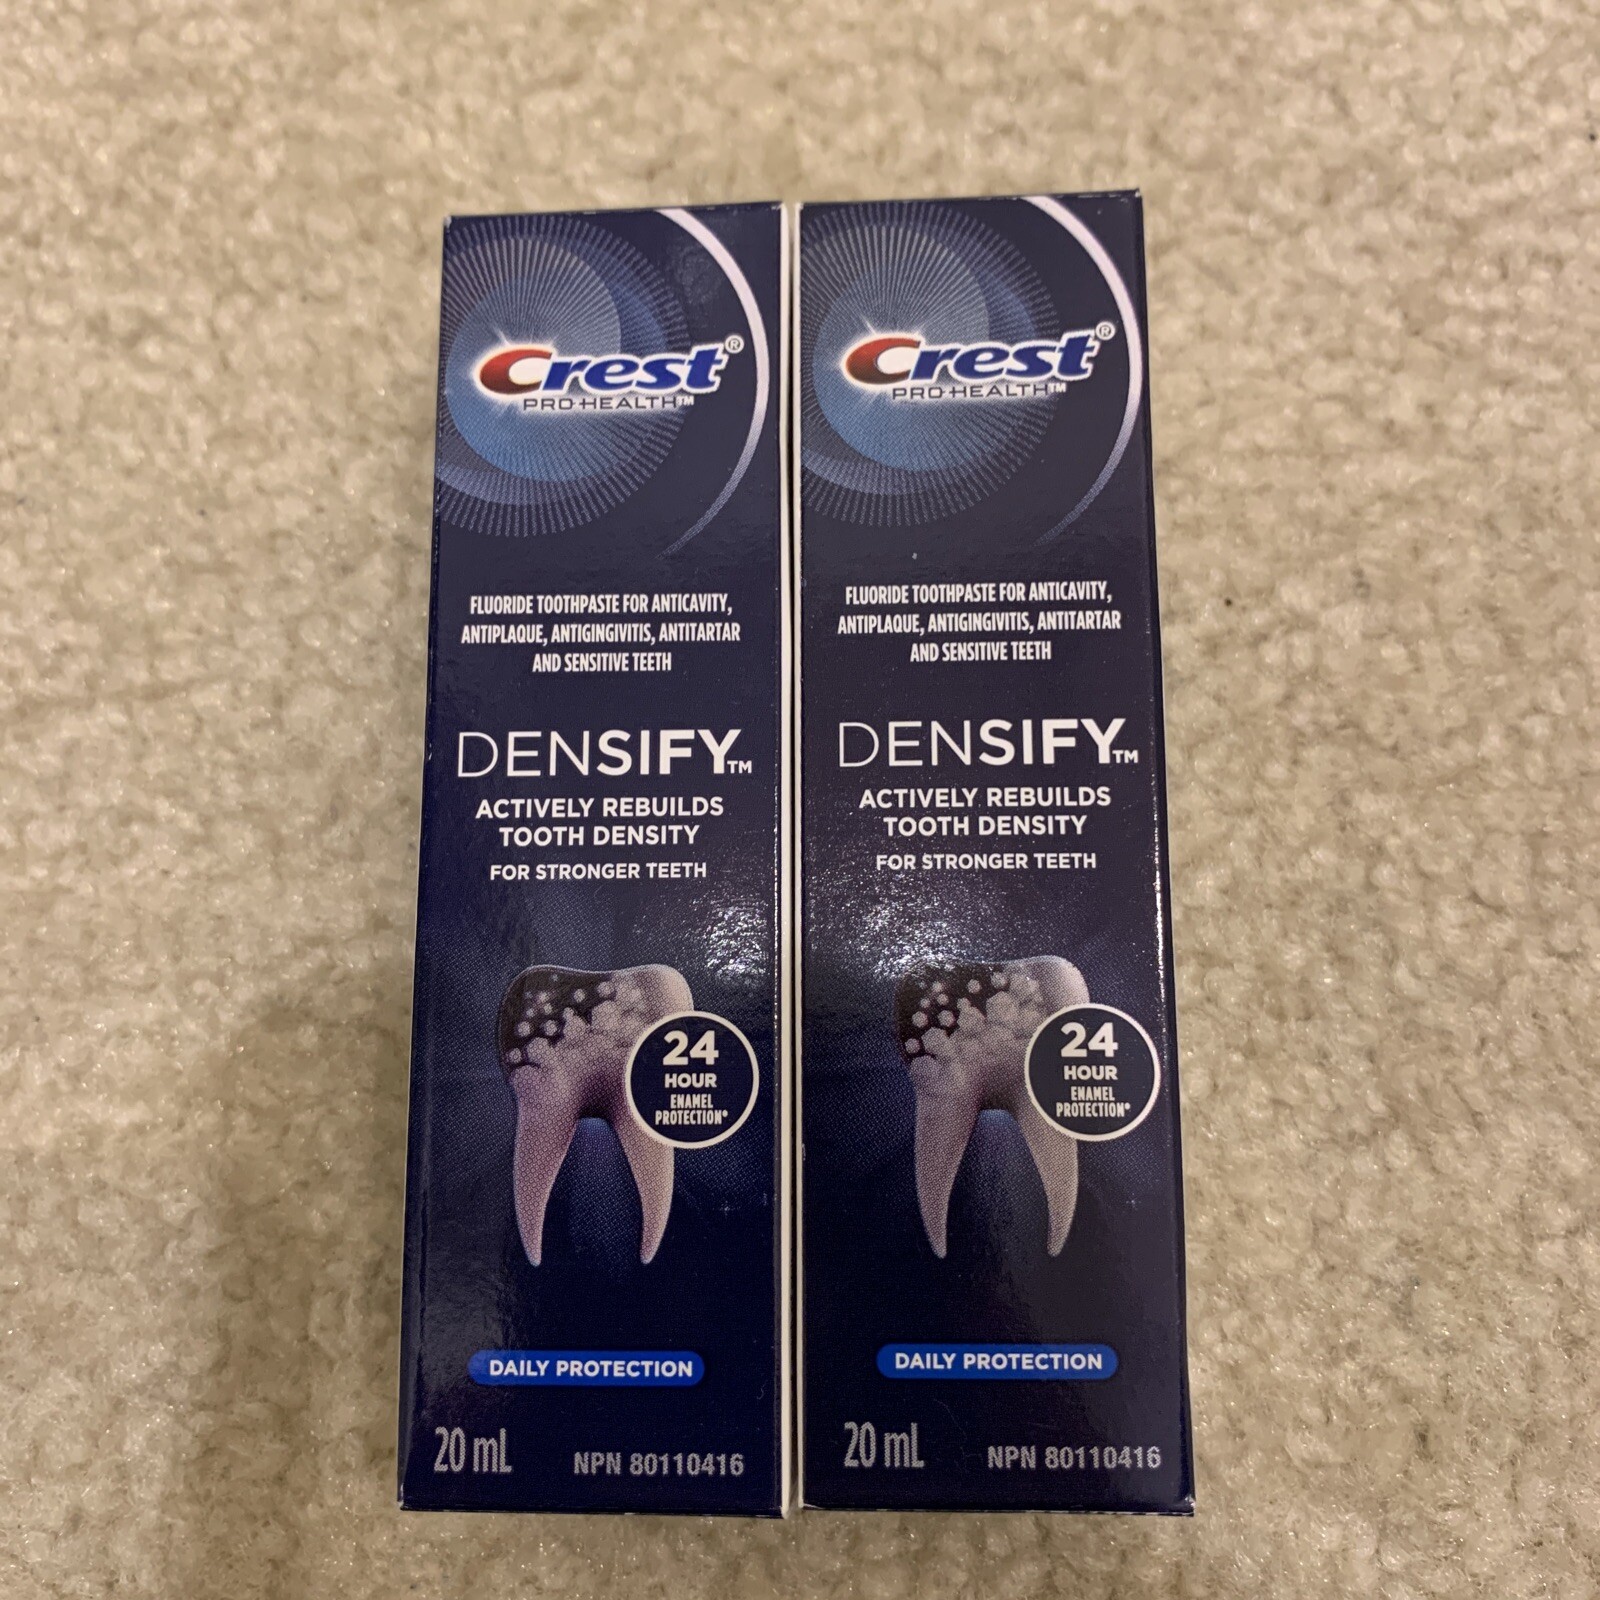 Crest®
PRO-HEALTH™
FLUORIDE TOOTHPASTE FOR ANTICAVITY,
ANTIPLAQUE, ANTIGINGIVITIS, ANTITARTAR
AND SENSITIVE TEETH
DENSIFY™
ACTIVELY REBUILDS
TOOTH DENSITY
FOR STRONGER TEETH
24
HOUR
ENAMEL
PROTECTION*
DAILY PROTECTION
20 mL NPN 80110416
Crest®
PRO-HEALTH™
FLUORIDE TOOTHPASTE FOR ANTICAVITY,
ANTIPLAQUE, ANTIGINGIVITIS, ANTITARTAR
AND SENSITIVE TEETH
DENSIFY™
ACTIVELY REBUILDS
TOOTH DENSITY
FOR STRONGER TEETH
24
HOUR
ENAMEL
PROTECTION*
DAILY PROTECTION
20 mL NPN 80110416